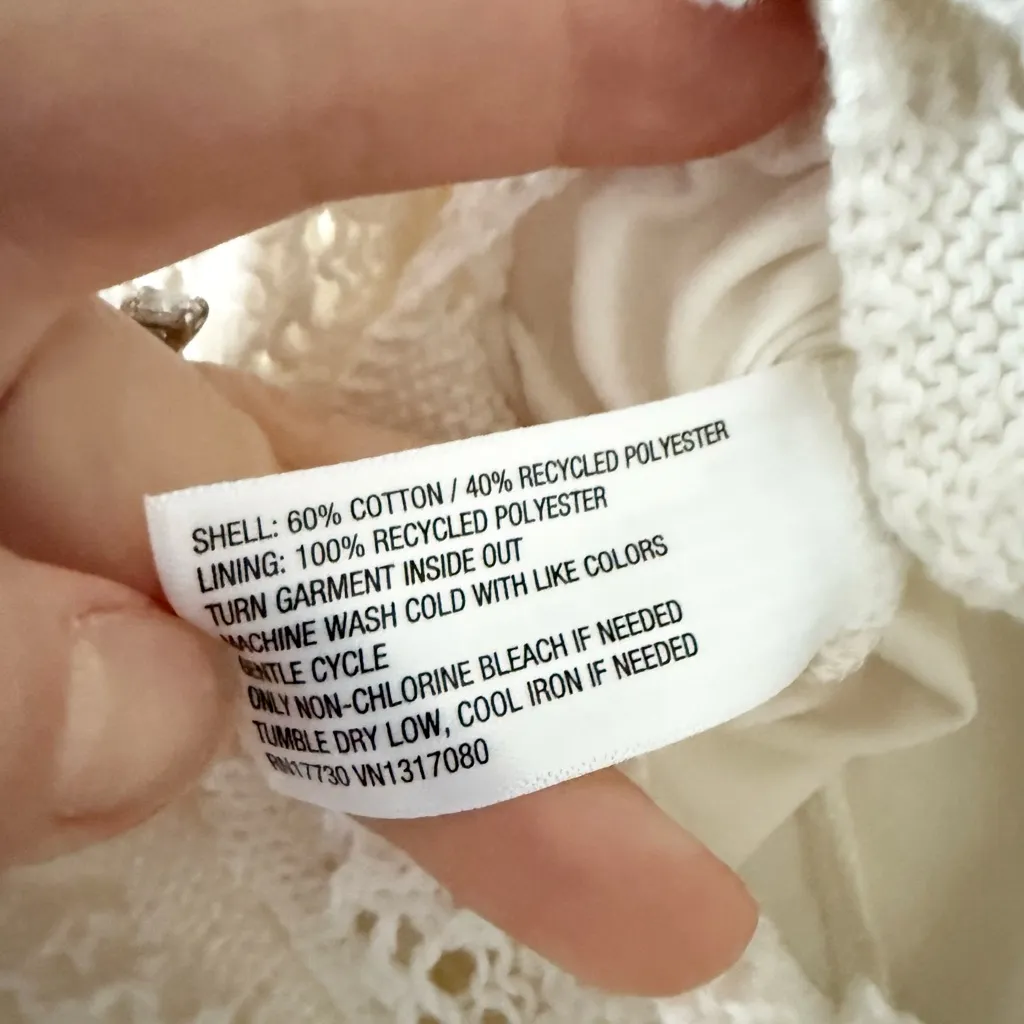 SHELL: 60% COTTON / 40% RECYCLED POLYESTER
LINING: 100% RECYCLED POLYESTER
TURN GARMENT INSIDE OUT
MACHINE WASH COLD WITH LIKE COLORS
GENTLE CYCLE
ONLY NON-CHLORINE BLEACH IF NEEDED
TUMBLE DRY LOW, COOL IRON IF NEEDED
RN17730 VN1317080